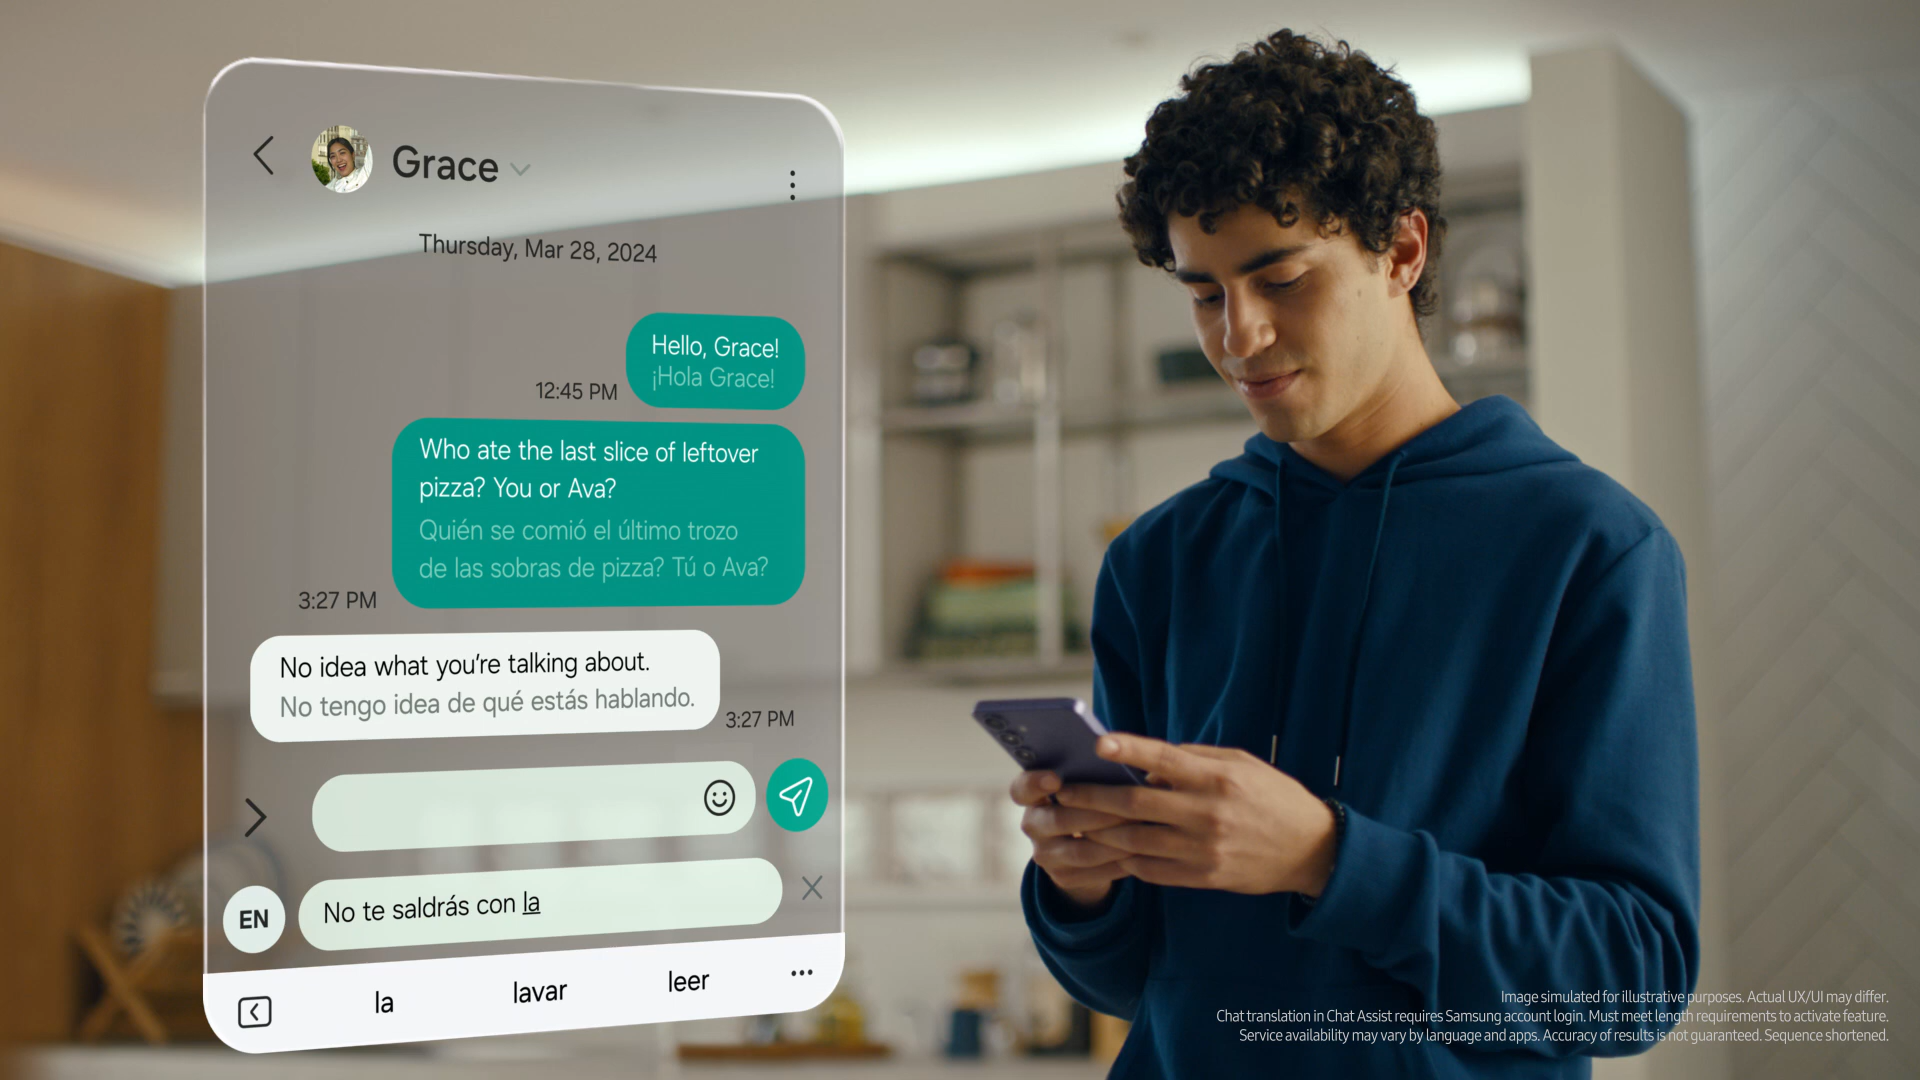 Grace
Thursday, Mar 28, 2024
Hello, Grace!
¡Hola Grace!
12:45 PM
Who ate the last slice of leftover
pizza? You or Ava?
Quién se comió el último trozo
de las sobras de pizza? Tú o Ava?
3:27 PM
No idea what you're talking about.
No tengo idea de qué estás hablando.
3:27 PM
EN
No te saldrás con la
la
lavar
leer
Image simulated for illustrative purposes. Actual UX/UI may differ.
Chat translation in Chat Assist requires Samsung account login. Must meet length requirements to activate feature.
Service availability may vary by language and apps. Accuracy of results is not guaranteed. Sequence shortened.